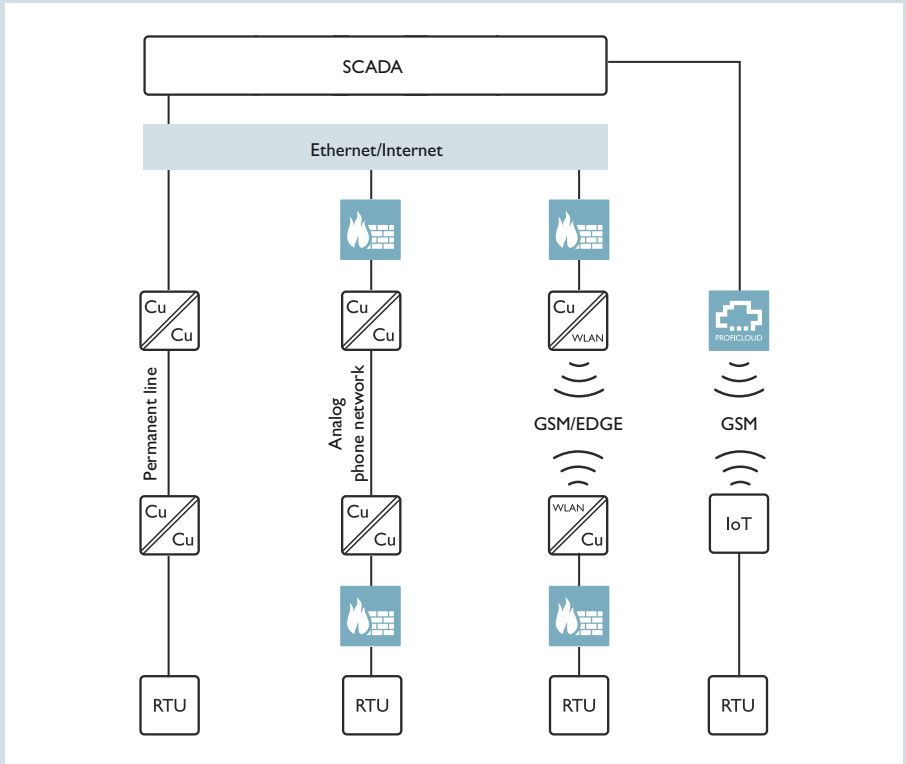 SCADA
Ethernet/Internet
Cu
Cu
Cu
Cu
Cu
WLAN
PROFICLOUD
Permanent line
Analog
phone network
GSM/EDGE
GSM
Cu
Cu
Cu
Cu
WLAN
Cu
IoT
RTU
RTU
RTU
RTU